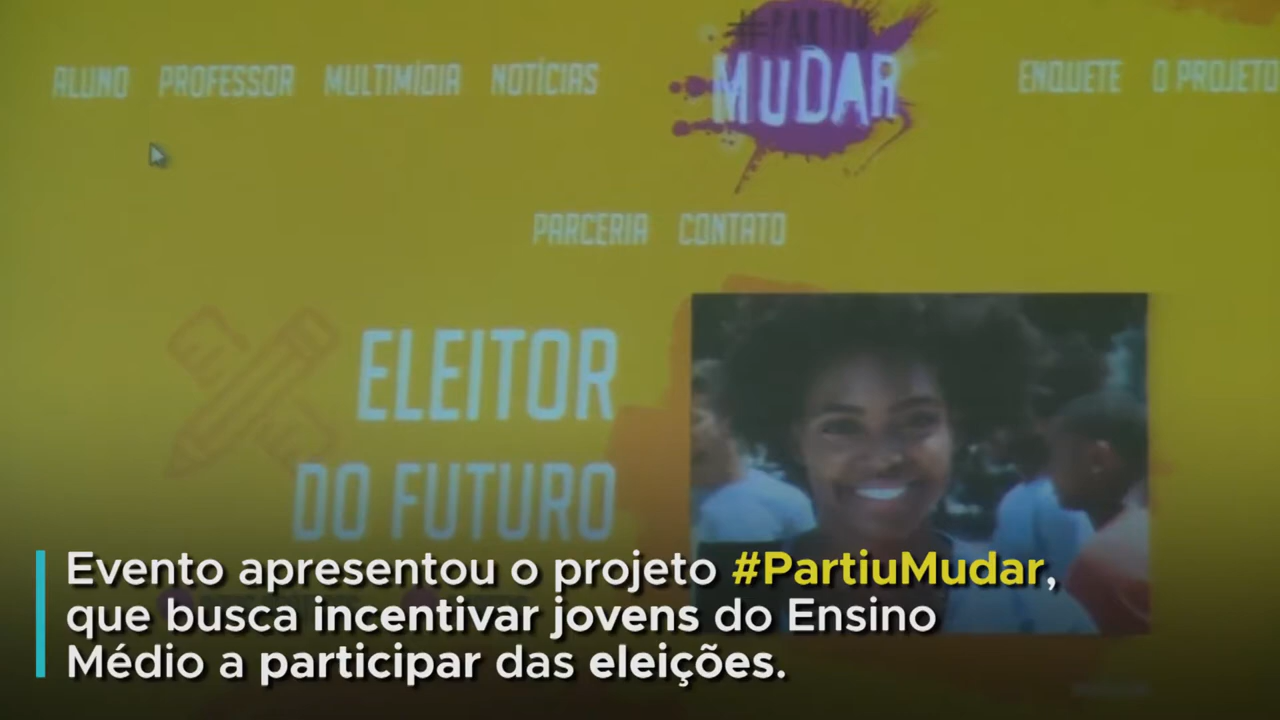 #PARTIU
ALUNO PROFESSOR MULTIMÍDIA NOTÍCIAS MUDAR ENQUETE O PROJETO
PARCERIA CONTATO
ELEITOR
DO FUTURO
Evento apresentou o projeto #PartiuMudar,
que busca incentivar jovens do Ensino
Médio a participar das eleições.